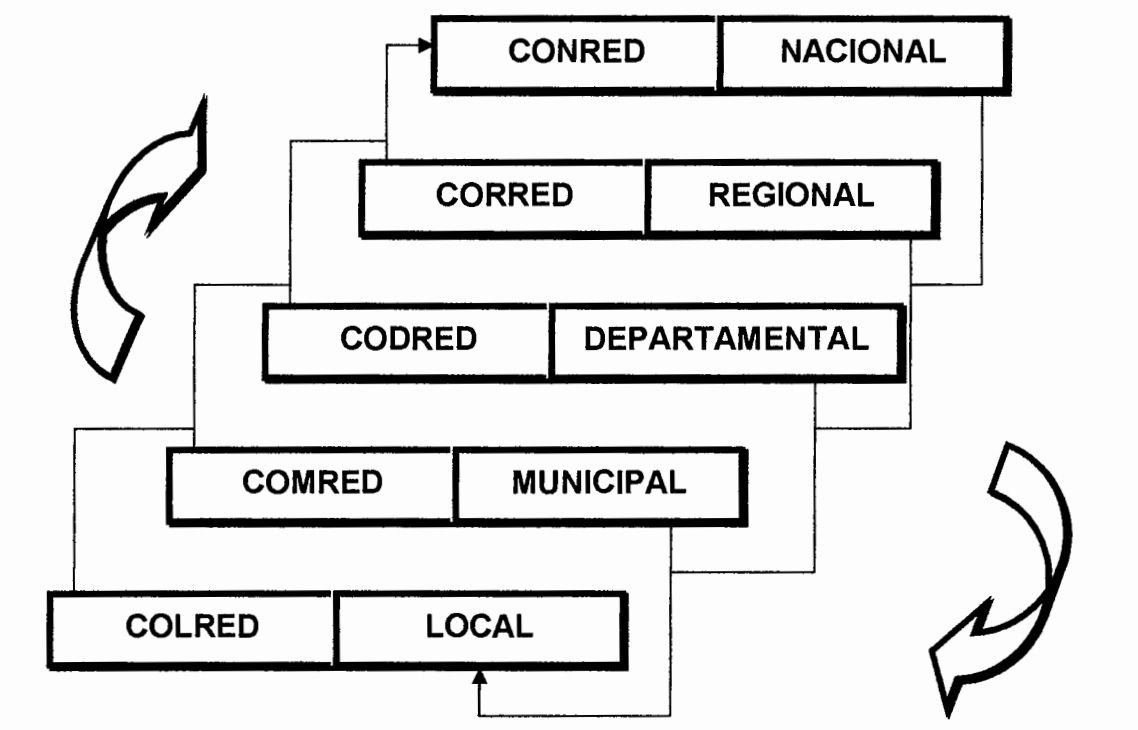 CONRED NACIONAL
CORRED REGIONAL
CODRED DEPARTAMENTAL
COMRED MUNICIPAL
COLRED LOCAL